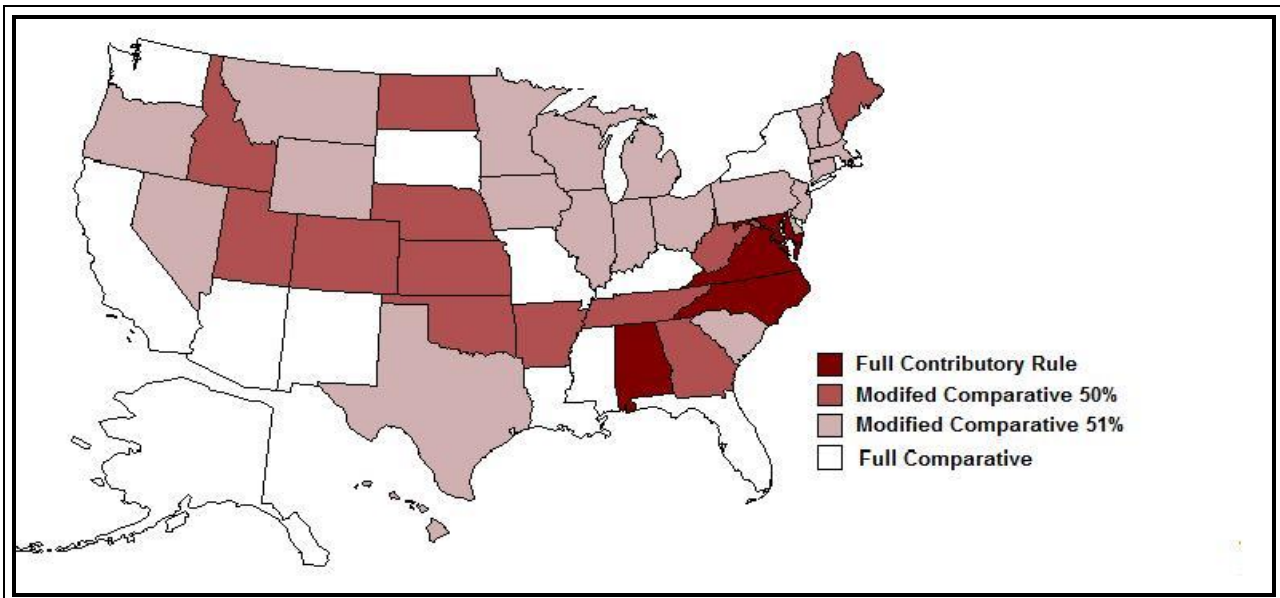 Full Contributory Rule
Modifed Comparative 50%
Modified Comparative 51%
Full Comparative